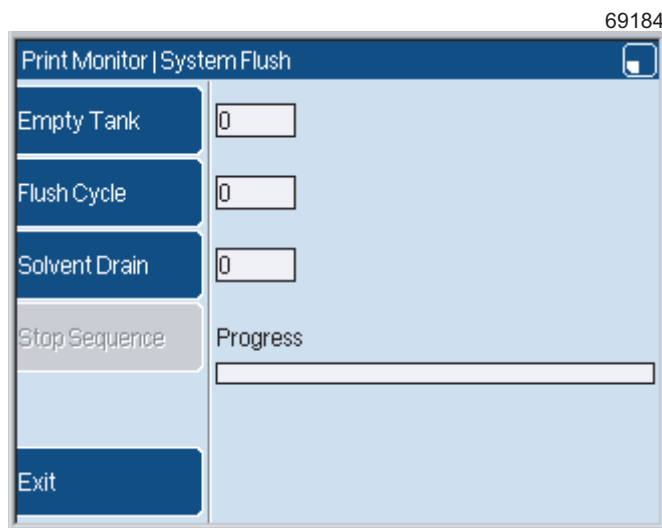 69184
Print Monitor | System Flush
Empty Tank
0
Flush Cycle
0
Solvent Drain
0
Stop Sequence
Progress
Exit